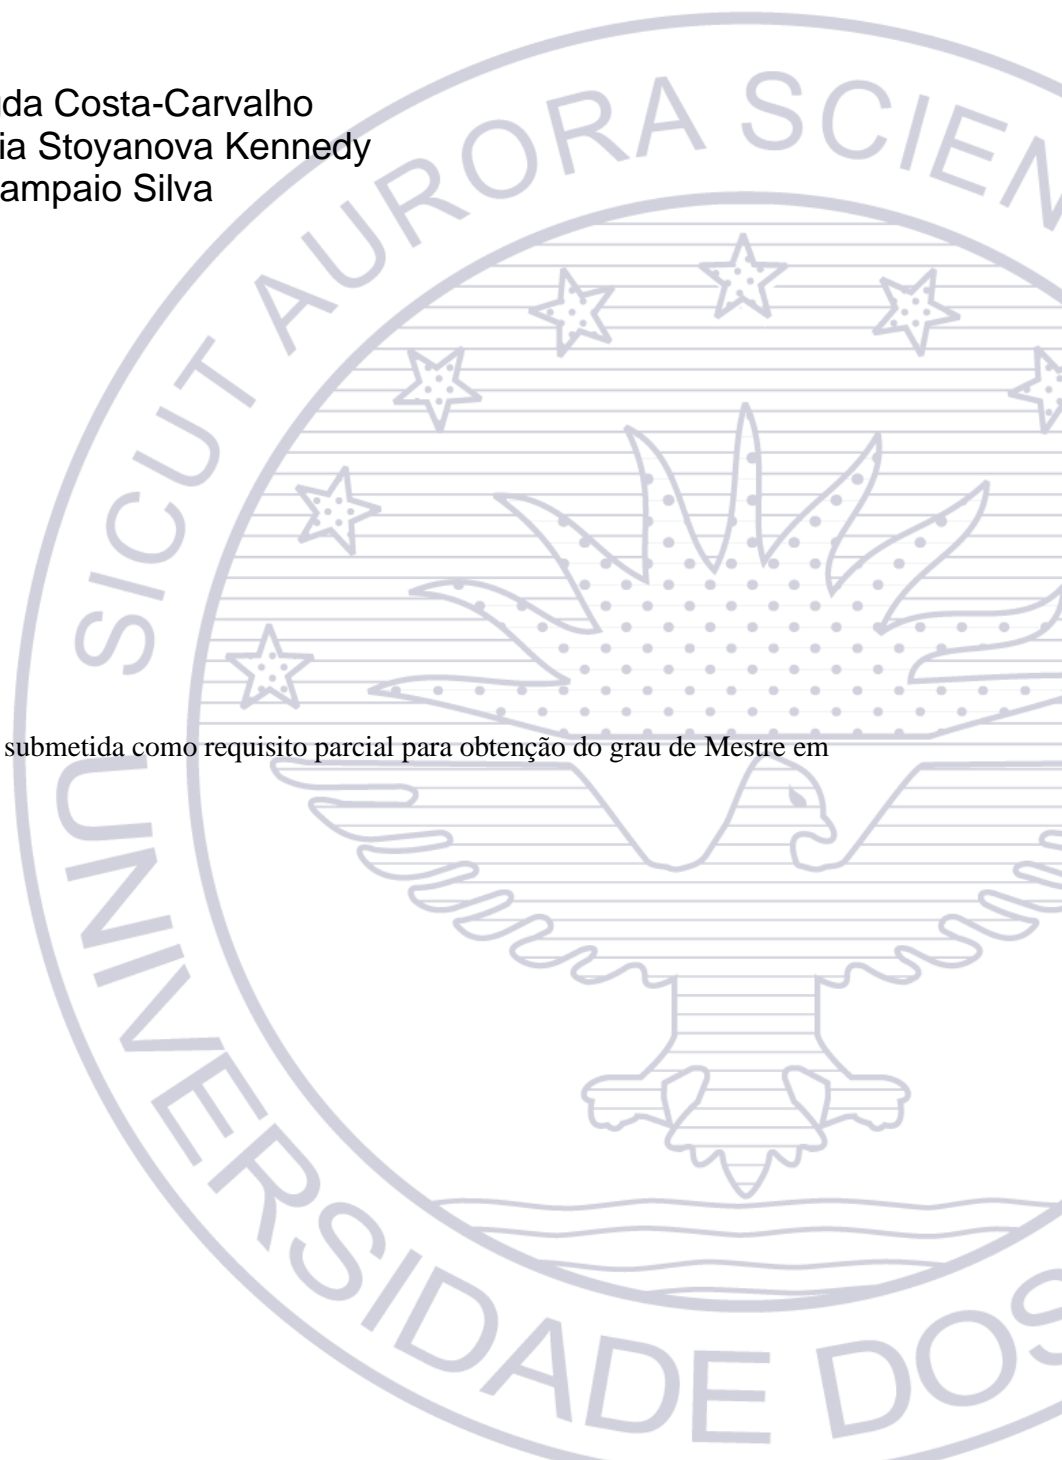 da Costa-Carvalho
ia Stoyanova Kennedy
ampaio Silva
SICUT AURORA SCIEN
submetida como requisito parcial para obtenção do grau de Mestre em
UNIVERSIDADE DOS